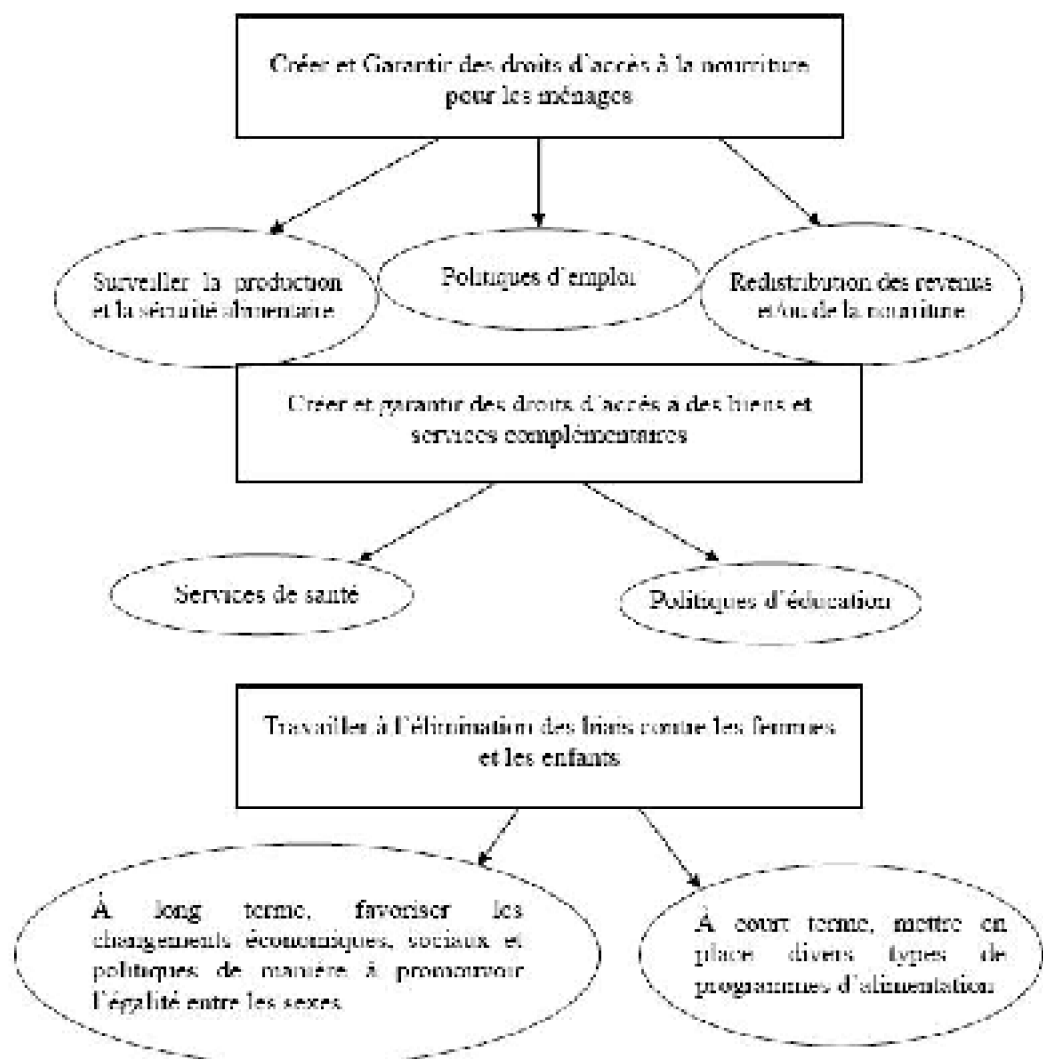 Créer et Garantir des droits d'accès à la nourriture
pour les ménages
Surveiller la production
et la sécurité alimentaire
Politiques d'emploi
Redistribution des revenus
et/ou de la nourriture
Créer et garantir des droits d'accès à des biens et
services complémentaires
Services de santé
Politiques d'éducation
Travailler à l'élimination des biais contre les femmes
et les enfants
À long terme, favoriser les
changements économiques, sociaux et
politiques de manière à promouvoir
l'égalité entre les sexes
À court terme, mettre en
place divers types de
programmes d'alimentation